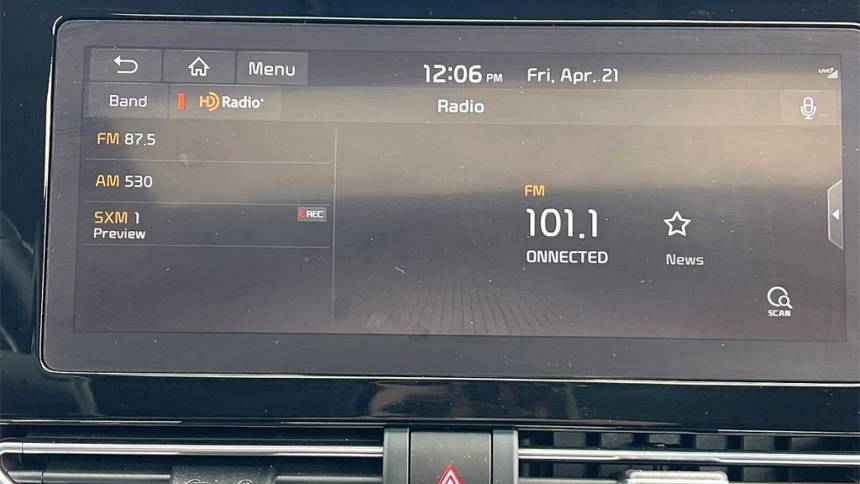 Menu
12:06 PM Fri, Apr. 21
UVO
Band
HD Radio
Radio
FM 87.5
AM 530
SXM 1
REC
Preview
FM
101.1
ONNECTED
News
SCAN